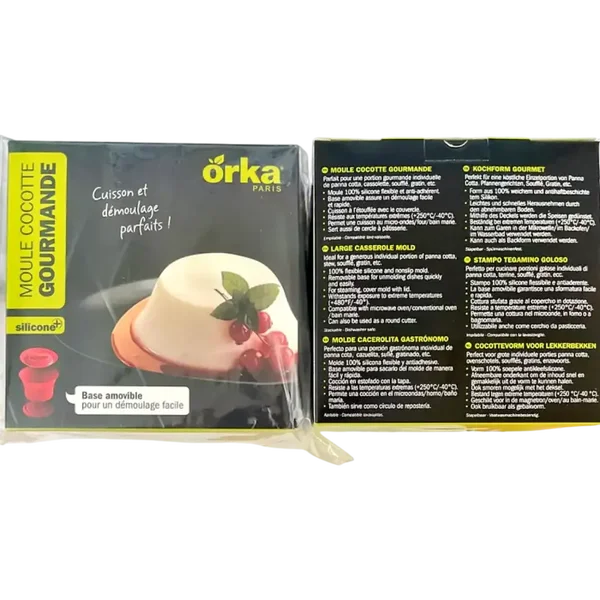 MOULE COCOTTE
GOURMANDE
silicone+
orka
PARIS
Cuisson et
démoulage
parfaits !
Base amovible
pour un démoulage facile
MOULE COCOTTE GOURMANDE
Parfait pour une portion gourmande individuelle
de panna cotta, cassolette, soufflé, gratin, etc.
• Moule 100% silicone flexible et anti-adhérent.
• Base amovible assure un démoulage facile
et rapide.
• Cuisson à l'étouffée avec le couvercle.
• Résiste aux températures extrêmes (+250°C/-40°C).
• Permet une cuisson au micro-ondes/four/bain marie.
• Sert aussi de cercle à pâtisserie.
LARGE CASSEROLE MOLD
Ideal for a generous individual portion of panna cotta,
stew, soufflé, gratin, etc.
• 100% flexible silicone and nonslip mold.
• Removable base for unmolding dishes quickly
and easily.
• For steaming, cover mold with lid.
• Withstands exposure to extreme temperatures
• Compatible with microwave oven/conventional oven
/bain marie.
• Can also be used as a round cutter.
MOLDE CACEROLITA GASTRONÓMO
Perfecto para una porción gastrónoma individual de
panna cota, cazuelita, suflé, gratinado, etc.
• Molde 100% silicona flexible y antiadhesivo.
• Base amovible para sacarlo del molde de manera
fácil y rápida.
• Cocción en estofado con la tapa.
• Resiste a las temperaturas extremas (+250°C/-40°C).
• Permite una cocción en el microondas/horno/baño
maría.
• También sirve como círculo de repostería.
KOCHFORM GOURMET
Perfekt für eine köstliche Einzelportion von Panna
Cotta, Pfannengerichten, Soufflé, Gratin, etc.
• Form aus 100% weichem und antihaftbeschichte-
tem Silikon.
• Leichtes und schnelles Herausnehmen durch
den abnehmbaren Boden.
• Mithilfe des Deckels werden die Speisen gedünstet.
• Beständig bei extremen Temperaturen (+250°C/-40°C).
• Kann zum Garen in der Mikrowelle/im Backofen/
im Wasserbad verwendet werden.
• Kann auch als Backform verwendet werden.
STAMPO TEGAMINO GOLOSO
Perfetto per cucinare porzioni golose individuali di
panna cotta, terrine, soufflé, gratin, ecc.
• Stampo 100% silicone flessibile e antiaderente.
• La base amovibile garantisce una sformatura facile
e rapida.
• Cottura stufata grazie al coperchio in dotazione.
• Resiste a temperature estreme (+250°C/-40°C).
• Permette una cottura nel microonde, in forno o a
bagnomaria.
• Utilizzabile anche come cerchio da pasticceria.
COCOTTEVORM VOOR LEKKERBEKKEN
Perfect voor grote individuele porties panna cotta,
ovenschotels, soufflés, gratins, enzovoorts.
• Vorm 100% soepele antikleefsilicone.
• Afneembare onderkant om de inhoud snel en
gemakkelijk uit de vorm te kunnen halen.
• Ook smoren mogelijk met het deksel.
• Bestand tegen extreme temperaturen (+250 °C/-40 °C).
• Geschikt voor in de magnetron/oven/au bain-marie.
• Ook bruikbaar als gebakvorm.